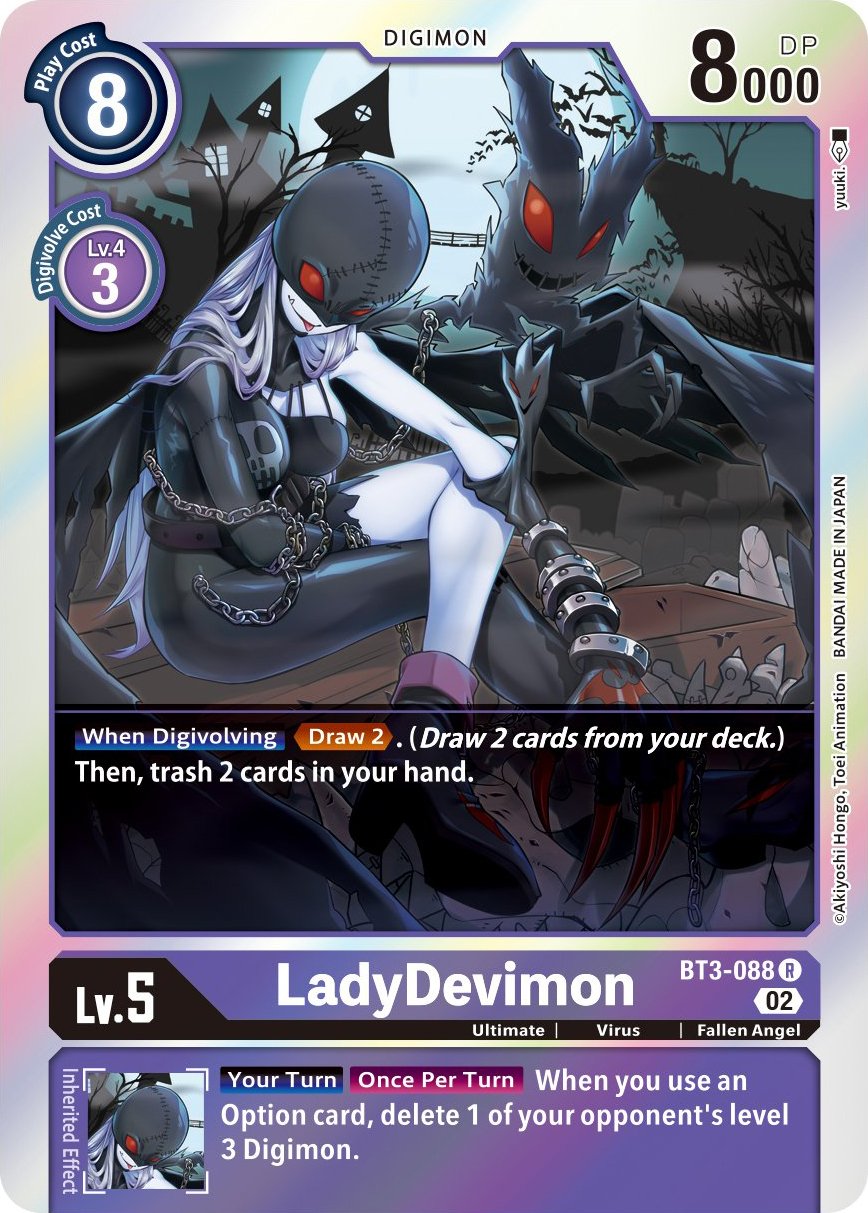 DIGIMON
Play Cost
8
DP
8000
Digivolve Cost
Lv.4
3
yuuki.
When Digivolving Draw 2 . (Draw 2 cards from your deck.)
Then, trash 2 cards in your hand.
©Akiyoshi Hongo, Toei Animation BANDAI MADE IN JAPAN
Lv.5
LadyDevimon
BT3-088 R
02
Ultimate | Virus | Fallen Angel
Inherited Effect
Your Turn Once Per Turn When you use an
Option card, delete 1 of your opponent's level
3 Digimon.